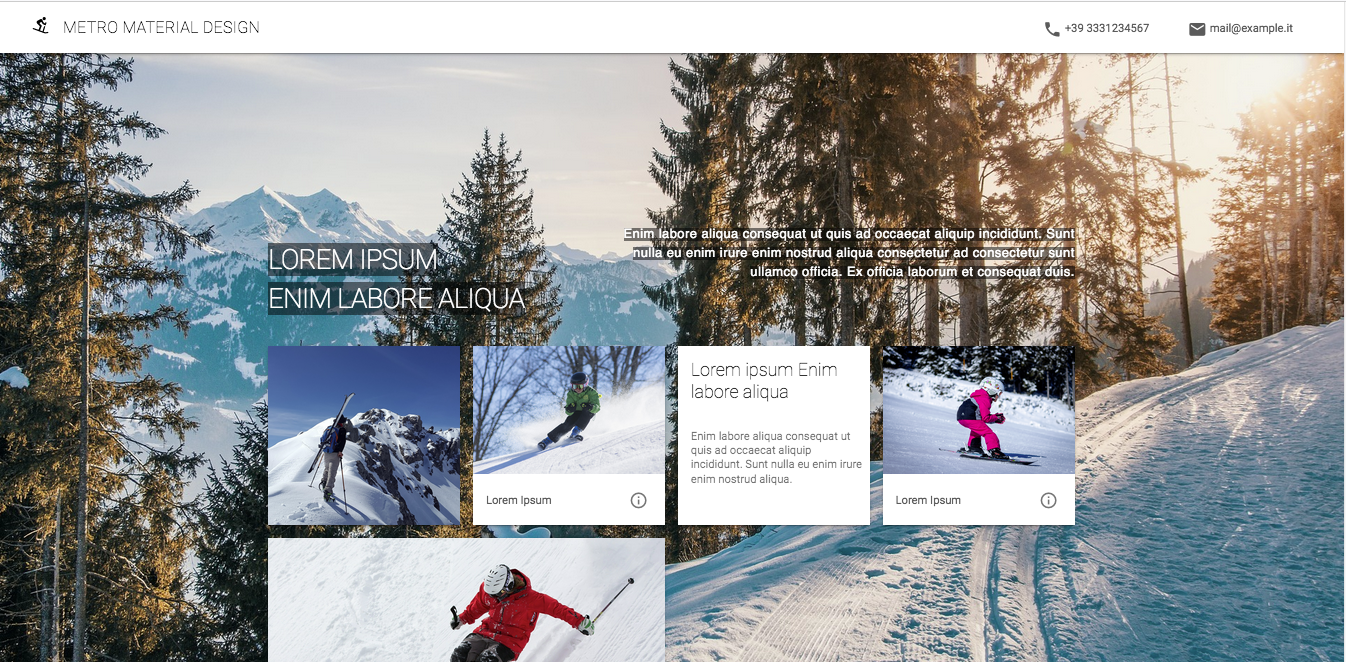 METRO MATERIAL DESIGN
+39 3331234567
mail@example.it
LOREM IPSUM
ENIM LABORE ALIQUA
Enim labore aliqua consequat ut quis ad occaecat aliquip incididunt. Sunt
nulla eu enim irure enim nostrud aliqua consectetur ad consectetur sunt
ullamco officia. Ex officia laborum et consequat duis.
Lorem Ipsum
Lorem ipsum Enim
labore aliqua
Enim labore aliqua consequat ut
quis ad occaecat aliquip
incididunt. Sunt nulla eu enim irure
enim nostrud aliqua.
Lorem Ipsum